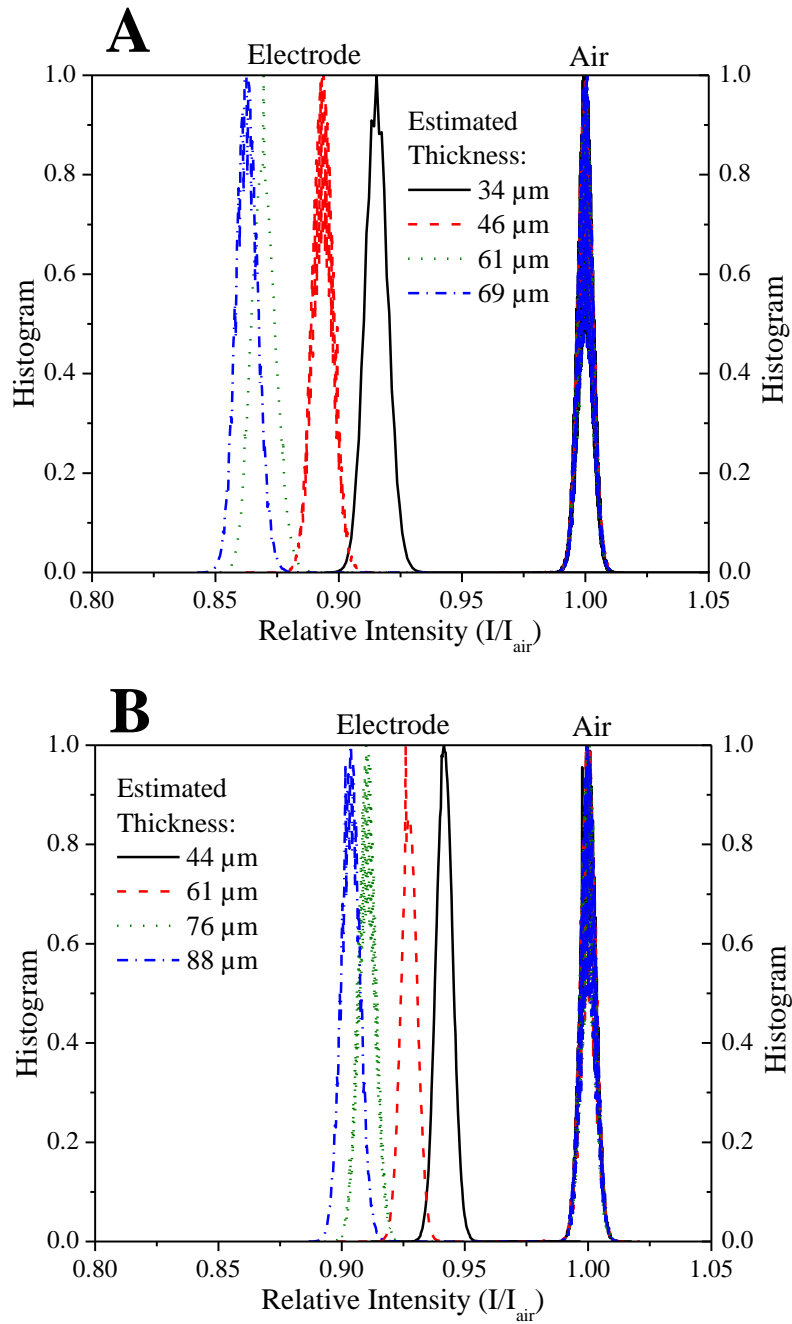 A
Electrode Air
1.0 1.0
Estimated
Thickness:
34 µm
46 µm
61 µm
69 µm
0.8 0.8
0.6 0.6
0.4 0.4
0.2 0.2
0.0 0.0
Histogram
Histogram
0.80 0.85 0.90 0.95 1.00 1.05
Relative Intensity (I/I_air)
B
Electrode Air
1.0 1.0
Estimated
Thickness:
44 µm
61 µm
76 µm
88 µm
0.8 0.8
0.6 0.6
0.4 0.4
0.2 0.2
0.0 0.0
Histogram
Histogram
0.80 0.85 0.90 0.95 1.00 1.05
Relative Intensity (I/I_air)